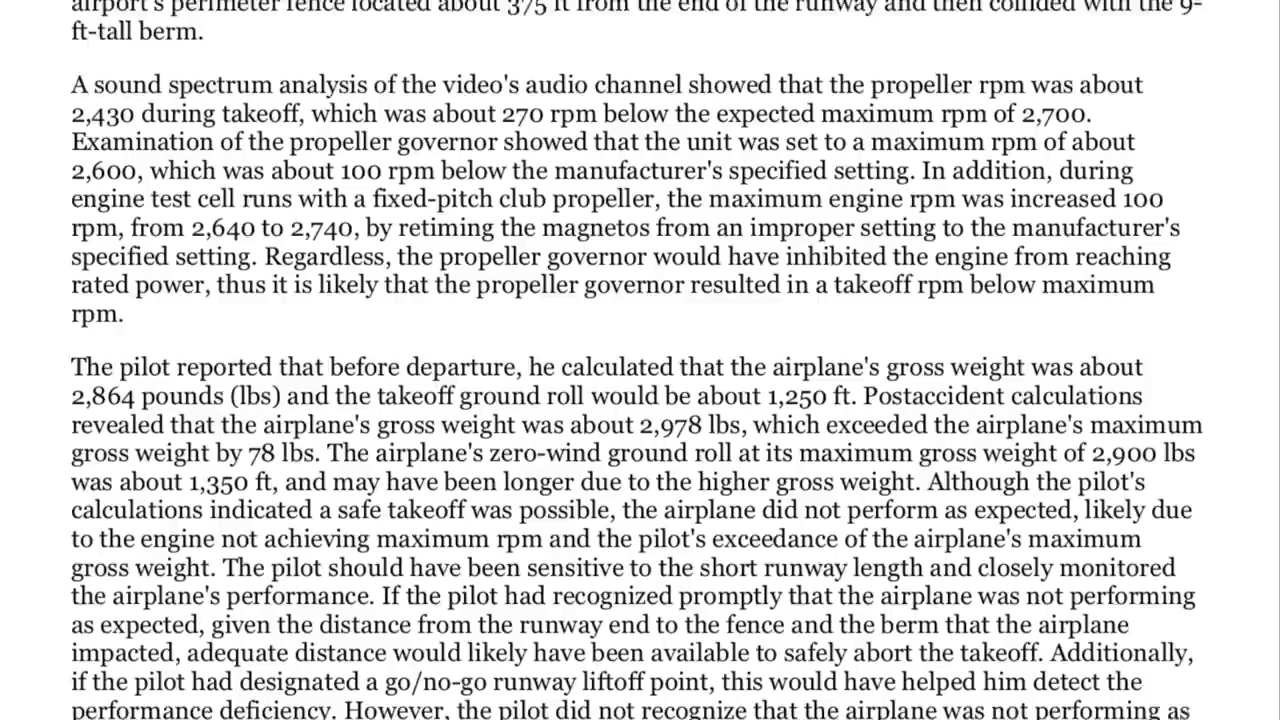 airport's perimeter fence located about 375 ft from the end of the runway and then collided with the 9-
ft-tall berm.
A sound spectrum analysis of the video's audio channel showed that the propeller rpm was about
2,430 during takeoff, which was about 270 rpm below the expected maximum rpm of 2,700.
Examination of the propeller governor showed that the unit was set to a maximum rpm of about
2,600, which was about 100 rpm below the manufacturer's specified setting. In addition, during
engine test cell runs with a fixed-pitch club propeller, the maximum engine rpm was increased 100
rpm, from 2,640 to 2,740, by retiming the magnetos from an improper setting to the manufacturer's
specified setting. Regardless, the propeller governor would have inhibited the engine from reaching
rated power, thus it is likely that the propeller governor resulted in a takeoff rpm below maximum
rpm.
The pilot reported that before departure, he calculated that the airplane's gross weight was about
2,864 pounds (lbs) and the takeoff ground roll would be about 1,250 ft. Postaccident calculations
revealed that the airplane's gross weight was about 2,978 lbs, which exceeded the airplane's maximum
gross weight by 78 lbs. The airplane's zero-wind ground roll at its maximum gross weight of 2,900 lbs
was about 1,350 ft, and may have been longer due to the higher gross weight. Although the pilot's
calculations indicated a safe takeoff was possible, the airplane did not perform as expected, likely due
to the engine not achieving maximum rpm and the pilot's exceedance of the airplane's maximum
gross weight. The pilot should have been sensitive to the short runway length and closely monitored
the airplane's performance. If the pilot had recognized promptly that the airplane was not performing
as expected, given the distance from the runway end to the fence and the berm that the airplane
impacted, adequate distance would likely have been available to safely abort the takeoff. Additionally,
if the pilot had designated a go/no-go runway liftoff point, this would have helped him detect the
performance deficiency. However, the pilot did not recognize that the airplane was not performing as